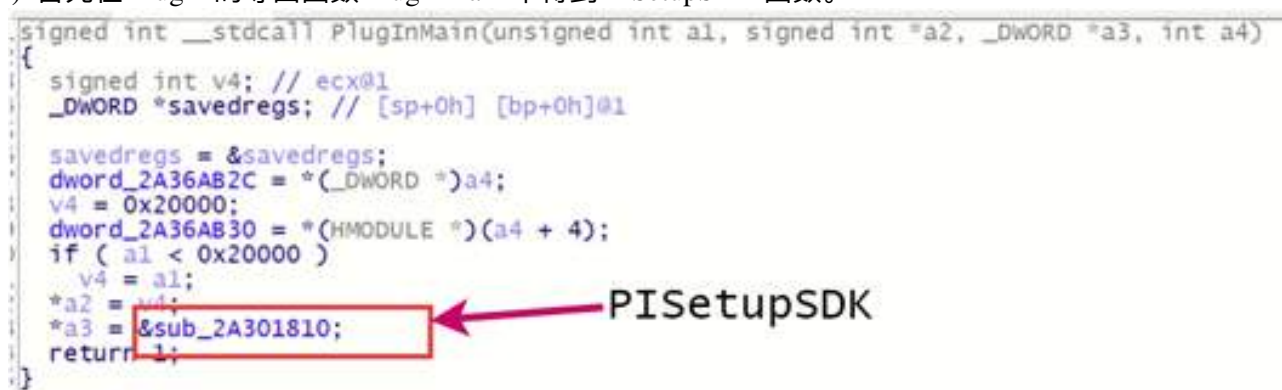 signed int __stdcall PlugInMain(unsigned int a1, signed int *a2, _DWORD *a3, int a4)
{
signed int v4; // ecx@1
_DWORD *savedregs; // [sp+0h] [bp+0h]@1
savedregs = &savedregs;
dword_2A36AB2C = *(_DWORD *)a4;
v4 = 0x20000;
dword_2A36AB30 = *(HMODULE *)(a4 + 4);
if ( a1 < 0x20000 )
v4 = a1;
*a2 = v4;
*a3 = &sub_2A301810;
PISetupSDK
return 1;
}